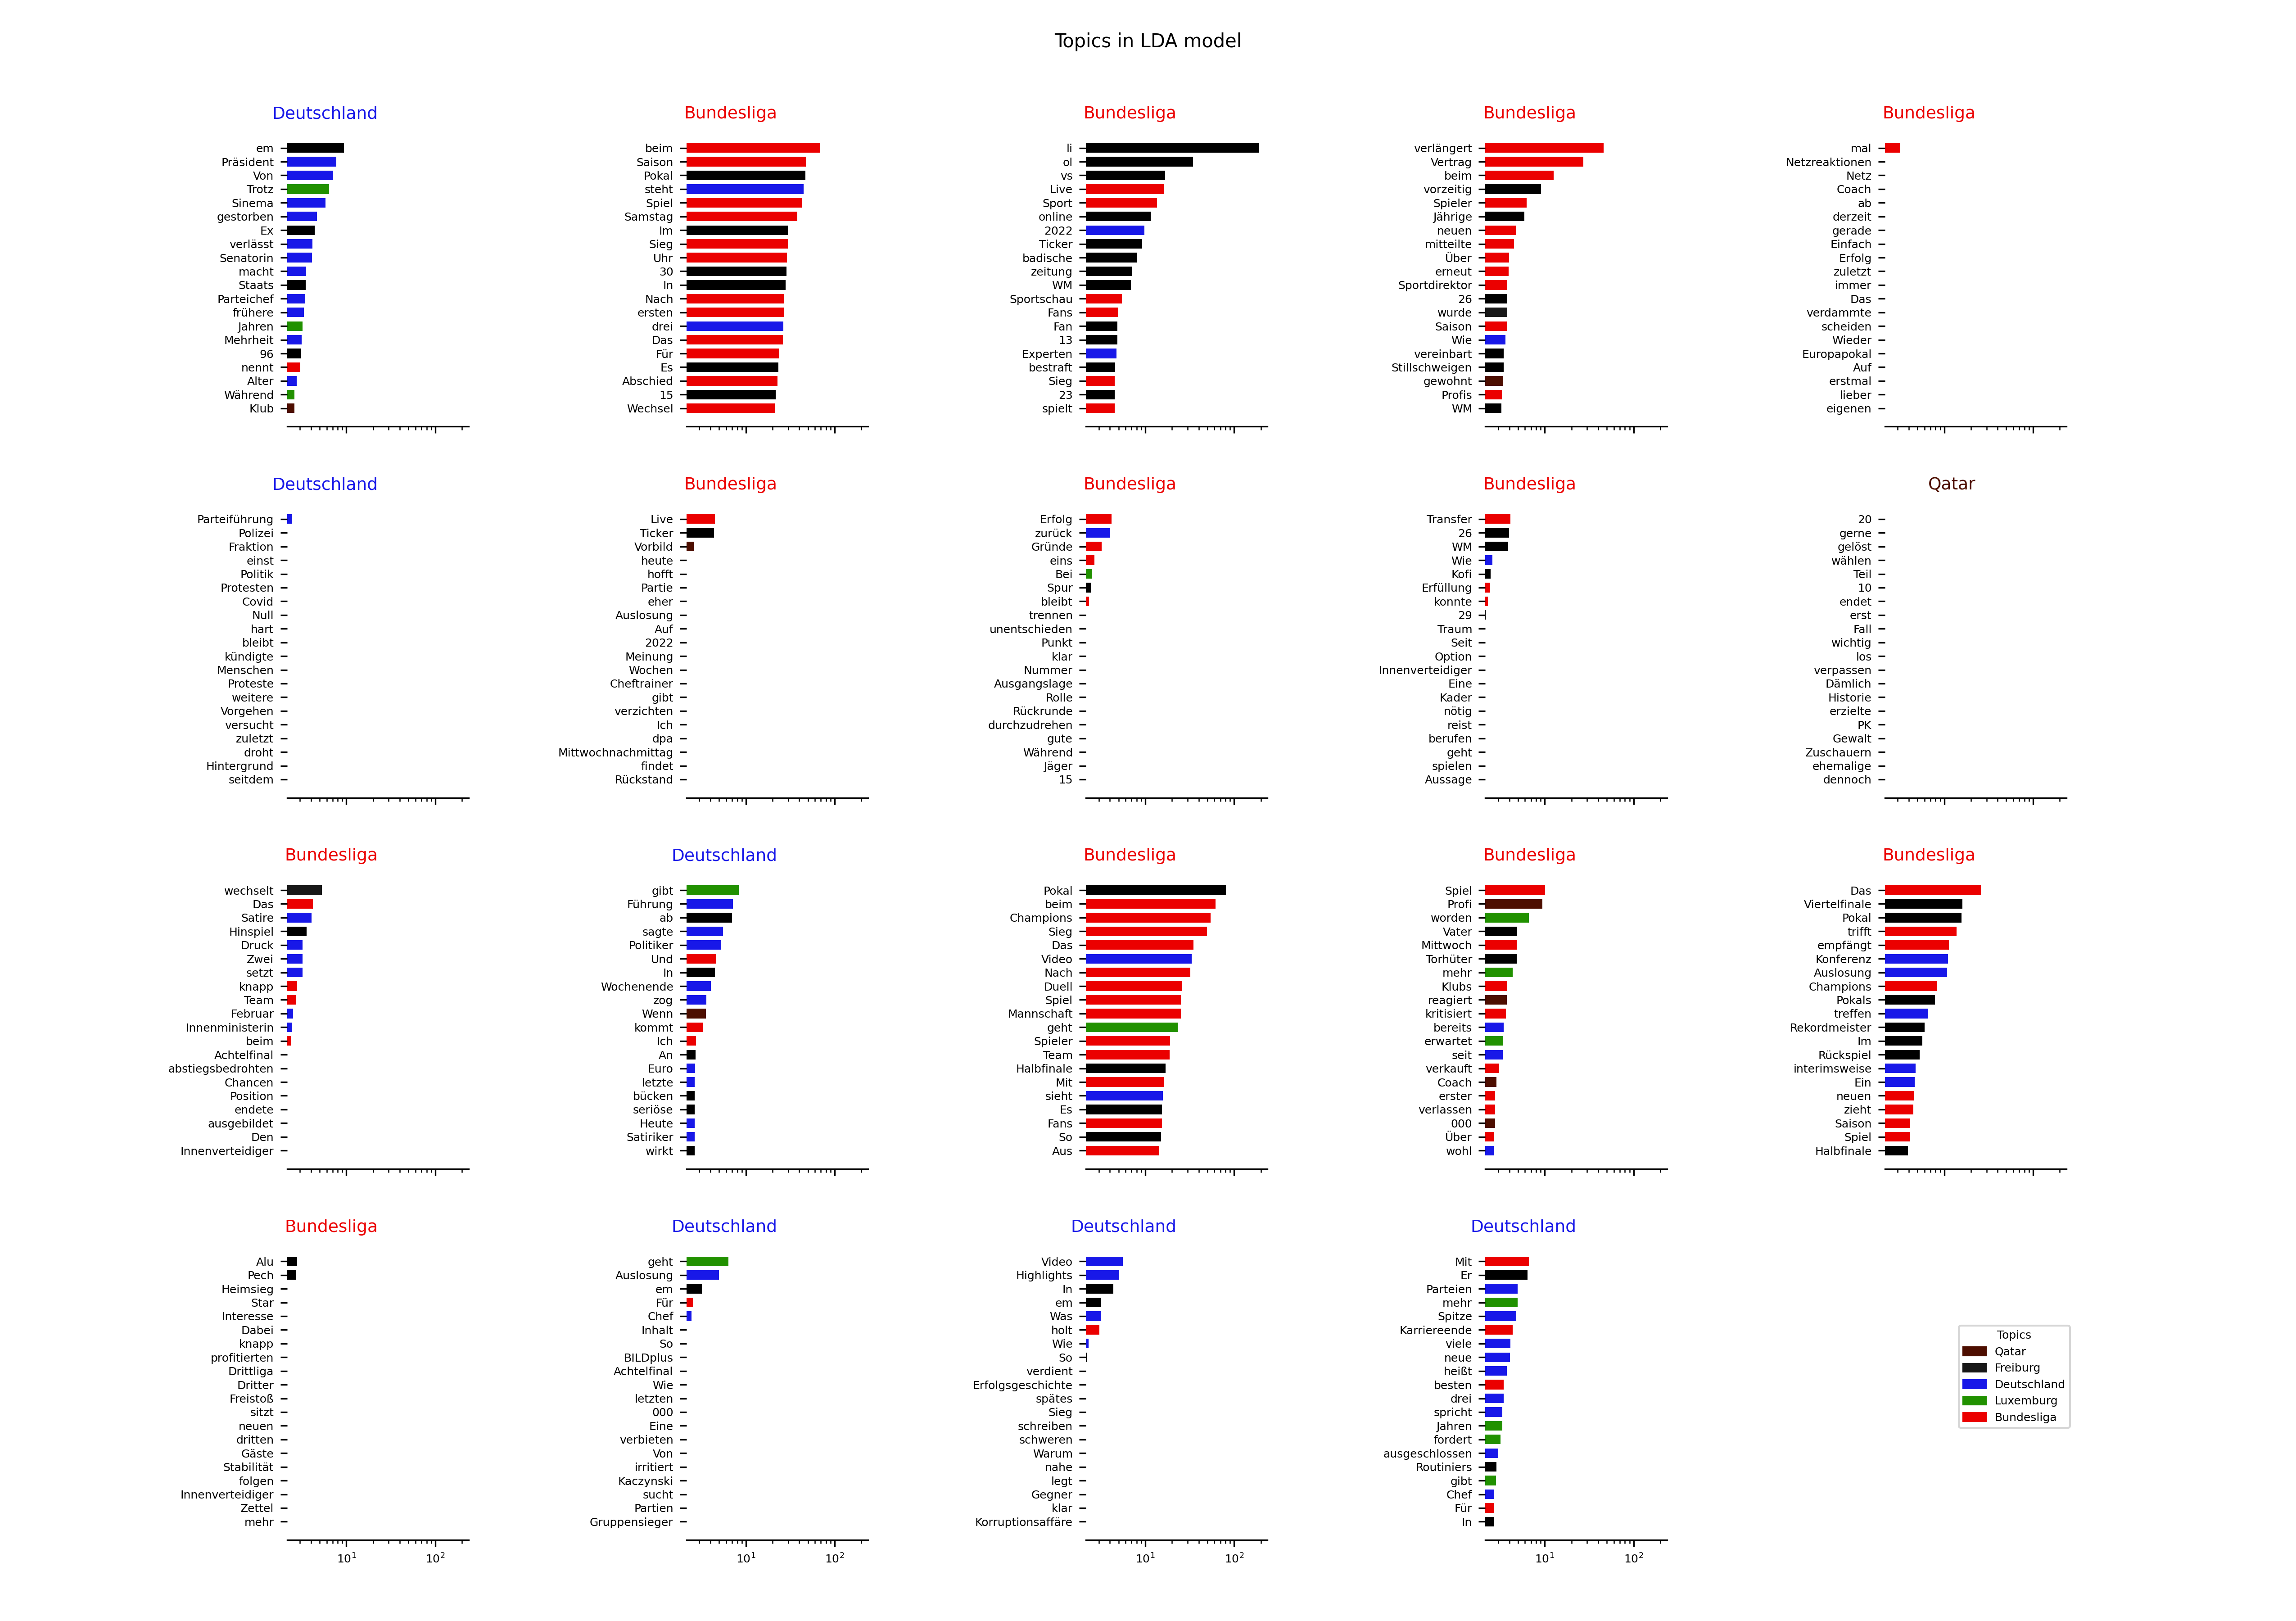 Topics in LDA model
Deutschland
em
Präsident
Von
Trotz
Sinema
gestorben
Ex
verlässt
Senatorin
macht
Staats
Parteichef
frühere
Jahren
Mehrheit
96
nennt
Alter
Während
Klub
Bundesliga
beim
Saison
Pokal
steht
Spiel
Samstag
Im
Sieg
Uhr
30
In
Nach
ersten
drei
Das
Für
Es
Abschied
15
Wechsel
Bundesliga
li
ol
vs
Live
Sport
online
2022
Ticker
badische
zeitung
WM
Sportschau
Fans
Fan
13
Experten
bestraft
Sieg
23
spielt
Bundesliga
verlängert
Vertrag
beim
vorzeitig
Spieler
Jährige
neuen
mitteilte
Über
erneut
Sportdirektor
26
wurde
Saison
Wie
vereinbart
Stillschweigen
gewohnt
Profis
WM
Bundesliga
mal
Netzreaktionen
Netz
Coach
ab
derzeit
gerade
Einfach
Erfolg
zuletzt
immer
Das
verdammte
scheiden
Wieder
Europapokal
Auf
erstmal
lieber
eigenen
Deutschland
Parteiführung
Polizei
Fraktion
einst
Politik
Protesten
Covid
Null
hart
bleibt
kündigte
Menschen
Proteste
weitere
Vorgehen
versucht
zuletzt
droht
Hintergrund
seitdem
Bundesliga
Live
Ticker
Vorbild
heute
hofft
Partie
eher
Auslosung
Auf
2022
Meinung
Wochen
Cheftrainer
gibt
verzichten
Ich
dpa
Mittwochnachmittag
findet
Rückstand
Bundesliga
Erfolg
zurück
Gründe
eins
Bei
Spur
bleibt
trennen
unentschieden
Punkt
klar
Nummer
Ausgangslage
Rolle
Rückrunde
durchzudrehen
gute
Während
Jäger
15
Bundesliga
Transfer
26
WM
Wie
Kofi
Erfüllung
konnte
29
Traum
Seit
Option
Innenverteidiger
Eine
Kader
nötig
reist
berufen
geht
spielen
Aussage
Qatar
20
gerne
gelöst
wählen
Teil
10
endet
erst
Fall
wichtig
los
verpassen
Dämlich
Historie
erzielte
PK
Gewalt
Zuschauern
ehemalige
dennoch
Bundesliga
wechselt
Das
Satire
Hinspiel
Druck
Zwei
setzt
knapp
Team
Februar
Innenministerin
beim
Achtelfinal
abstiegsbedrohten
Chancen
Position
endete
ausgebildet
Den
Innenverteidiger
Deutschland
gibt
Führung
ab
sagte
Politiker
Und
In
Wochenende
zog
Wenn
kommt
Ich
An
Euro
letzte
bücken
seriöse
Heute
Satiriker
wirkt
Bundesliga
Pokal
beim
Champions
Sieg
Das
Video
Nach
Duell
Spiel
Mannschaft
geht
Spieler
Team
Halbfinale
Mit
sieht
Es
Fans
So
Aus
Bundesliga
Spiel
Profi
worden
Vater
Mittwoch
Torhüter
mehr
Klubs
reagiert
kritisiert
bereits
erwartet
seit
verkauft
Coach
erster
verlassen
000
Über
wohl
Bundesliga
Das
Viertelfinale
Pokal
trifft
empfängt
Konferenz
Auslosung
Champions
Pokals
treffen
Rekordmeister
Im
Rückspiel
interimsweise
Ein
neuen
zieht
Saison
Spiel
Halbfinale
Bundesliga
Alu
Pech
Heimsieg
Star
Interesse
Dabei
knapp
profitierten
Drittliga
Dritter
Freistoß
sitzt
neuen
dritten
Gäste
Stabilität
folgen
Innenverteidiger
Zettel
mehr
10¹ 10²
Deutschland
geht
Auslosung
em
Für
Chef
Inhalt
So
BILDplus
Achtelfinal
Wie
letzten
000
Eine
verbieten
Von
irritiert
Kaczynski
sucht
Partien
Gruppensieger
10¹ 10²
Deutschland
Video
Highlights
In
em
Was
holt
Wie
So
verdient
Erfolgsgeschichte
spätes
Sieg
schreiben
schweren
Warum
nahe
legt
Gegner
klar
Korruptionsaffäre
10¹ 10²
Deutschland
Mit
Er
Parteien
mehr
Spitze
Karriereende
viele
neue
heißt
besten
drei
spricht
Jahren
fordert
ausgeschlossen
Routiniers
gibt
Chef
Für
In
10¹ 10²
Topics
Qatar
Freiburg
Deutschland
Luxemburg
Bundesliga